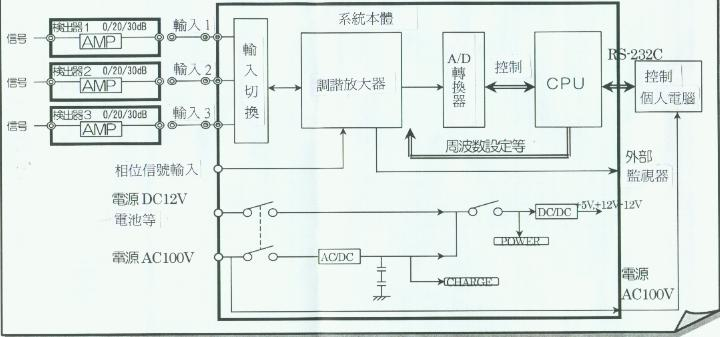 系統本體
検出器1 0/20/30dB
輸入1
信号
AMP
検出器2 0/20/30dB
輸入2
信号
AMP
検出器3 0/20/30dB
輸入3
信号
AMP
輸入切換
調諧放大器
A/D轉換器
控制
CPU
RS-232C
控制
個人電腦
周波数設定等
相位信號輸入
外部
監視器
電源 DC12V
電池等
電源 AC100V
AC/DC
CHARGE
POWER
DC/DC
+5V,+12V-12V
電源
AC100V